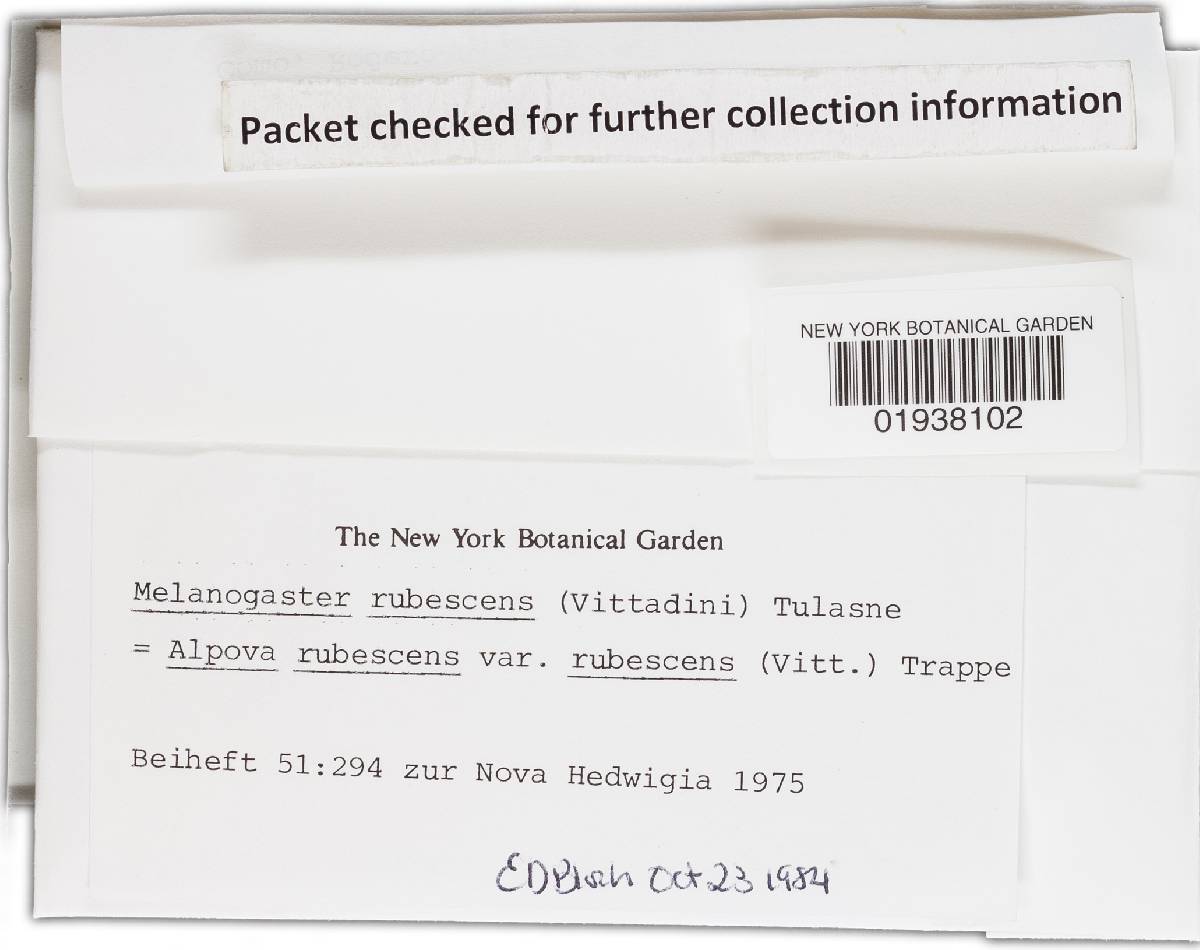 Packet checked for further collection information
NEW YORK BOTANICAL GARDEN
01938102
The New York Botanical Garden
Melanogaster rubescens (Vittadini) Tulasne
= Alpova rubescens var. rubescens (Vitt.) Trappe
Beiheft 51:294 zur Nova Hedwigia 1975
Oct 23 1984